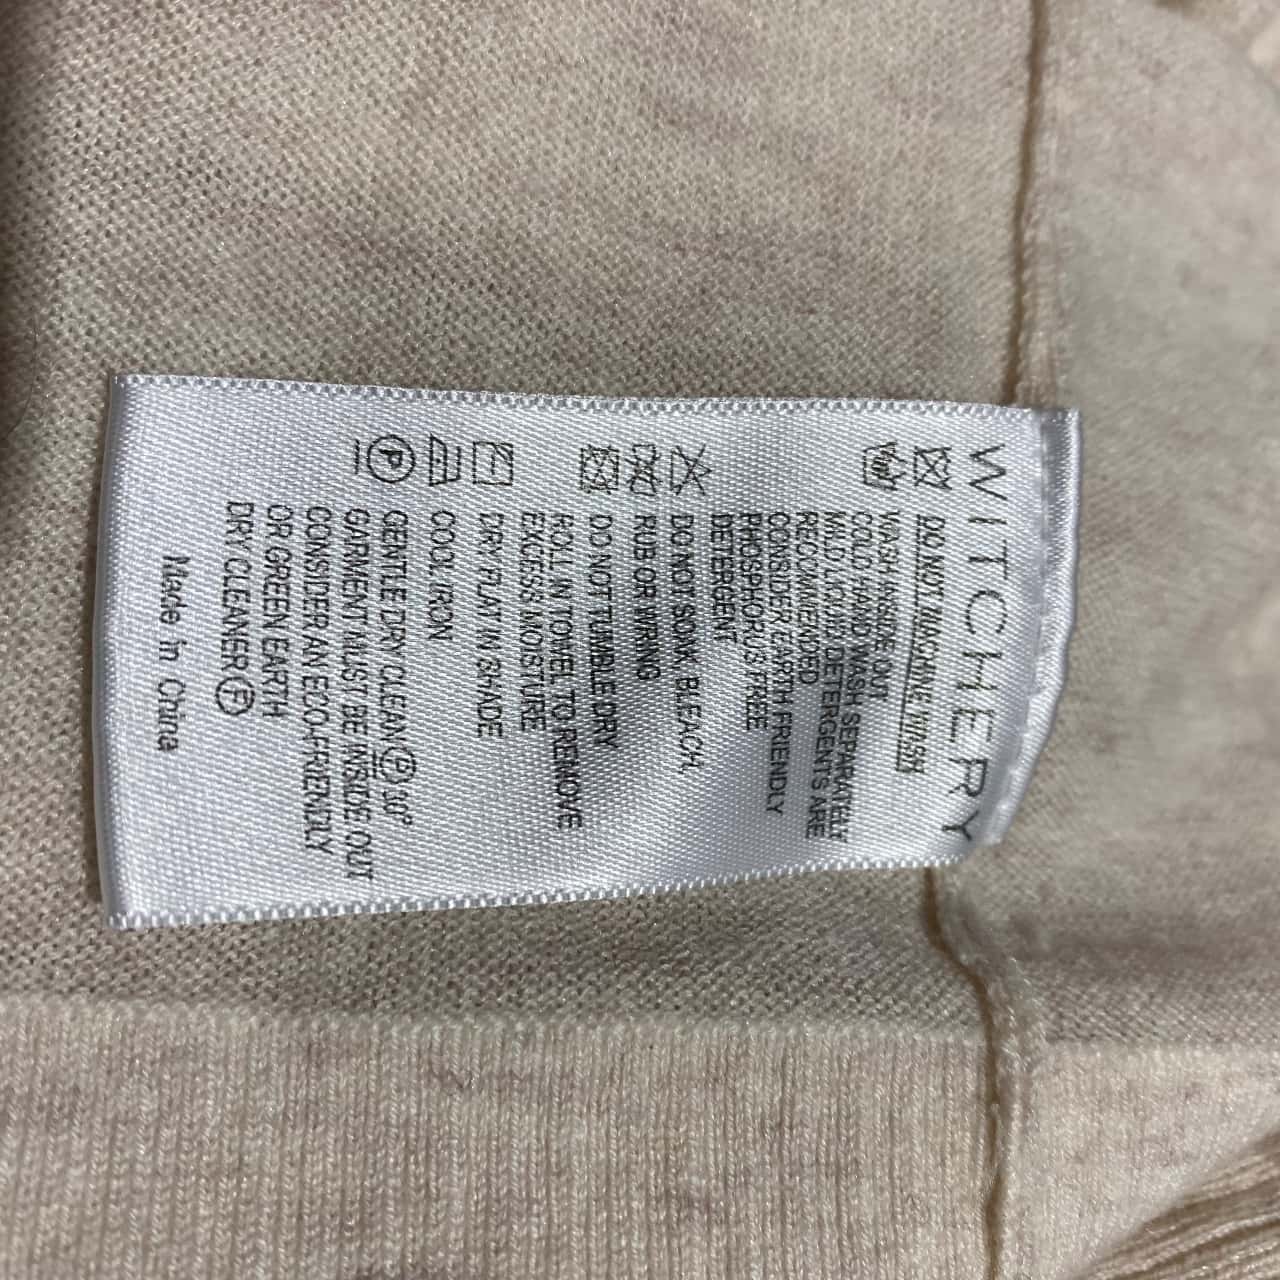 WITCHERY
DO NOT MACHINE WASH
WASH INSIDE OUT
COLD HAND WASH SEPARATELY
MILD LIQUID DETERGENTS ARE
RECOMMENDED
CONSIDER EARTH FRIENDLY
PHOSPHORUS FREE
DETERGENT
DO NOT SOAK, BLEACH,
RUB OR WRING
DO NOT TUMBLE DRY
ROLL IN TOWEL TO REMOVE
EXCESS MOISTURE
DRY FLAT IN SHADE
COOL IRON
GENTLE DRY CLEAN P 10°
GARMENT MUST BE INSIDE OUT
CONSIDER AN ECO-FRIENDLY
OR GREEN EARTH
DRY CLEANER F
Made in China